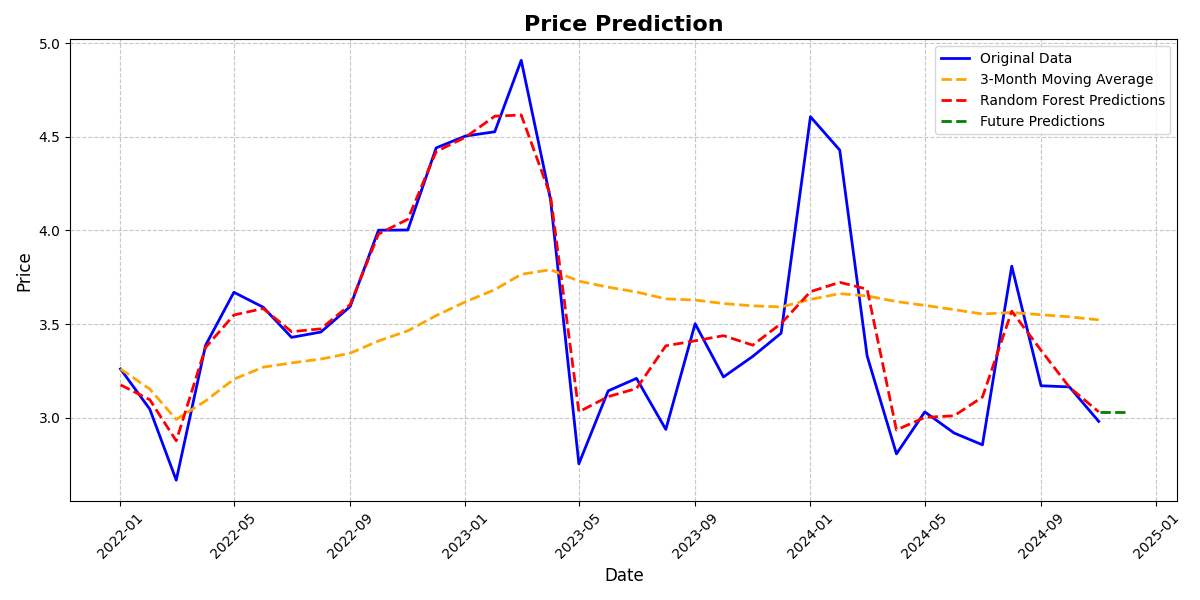 Price Prediction
Original Data
3-Month Moving Average
Random Forest Predictions
Future Predictions
Price
5.0
4.5
4.0
3.5
3.0
2022-01
2022-05
2022-09
2023-01
2023-05
2023-09
2024-01
2024-05
2024-09
2025-01
Date